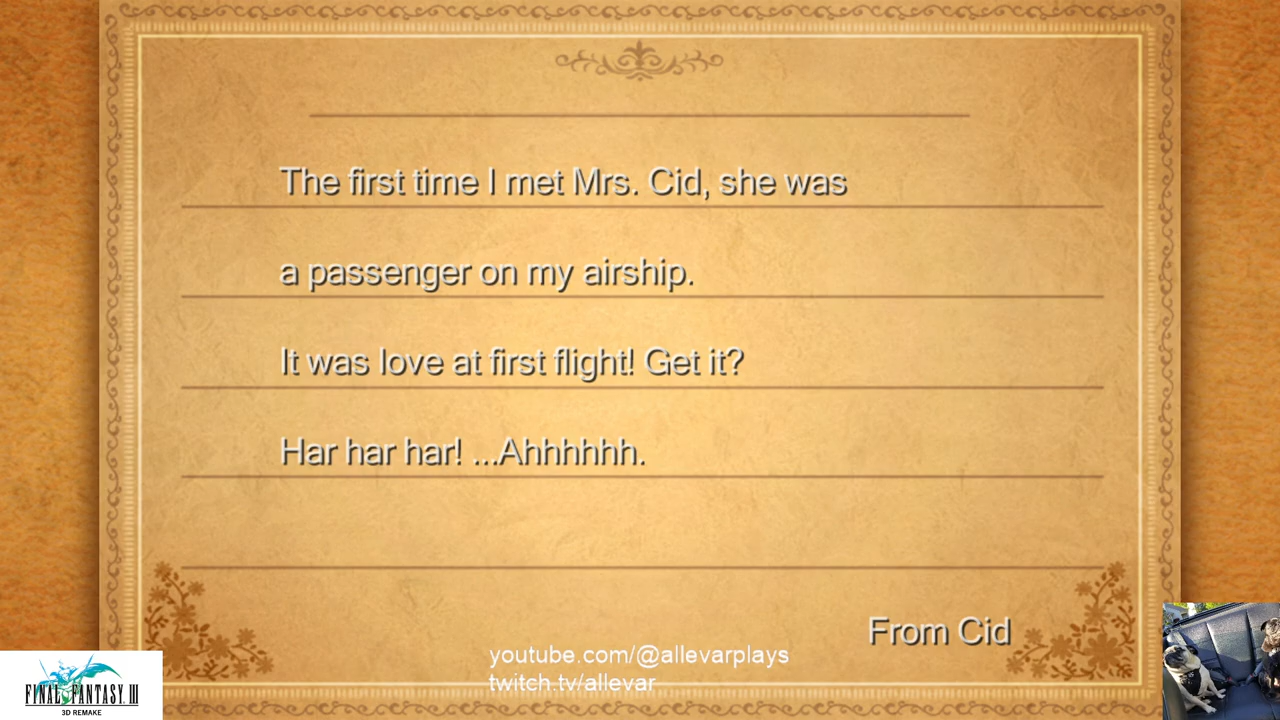 The first time I met Mrs. Cid, she was
a passenger on my airship.
It was love at first flight! Get it?
Har har har! ...Ahhhhhh.
From Cid
youtube.com/@allevarplays
twitch.tv/allevar
FINAL FANTASY III
3D REMAKE